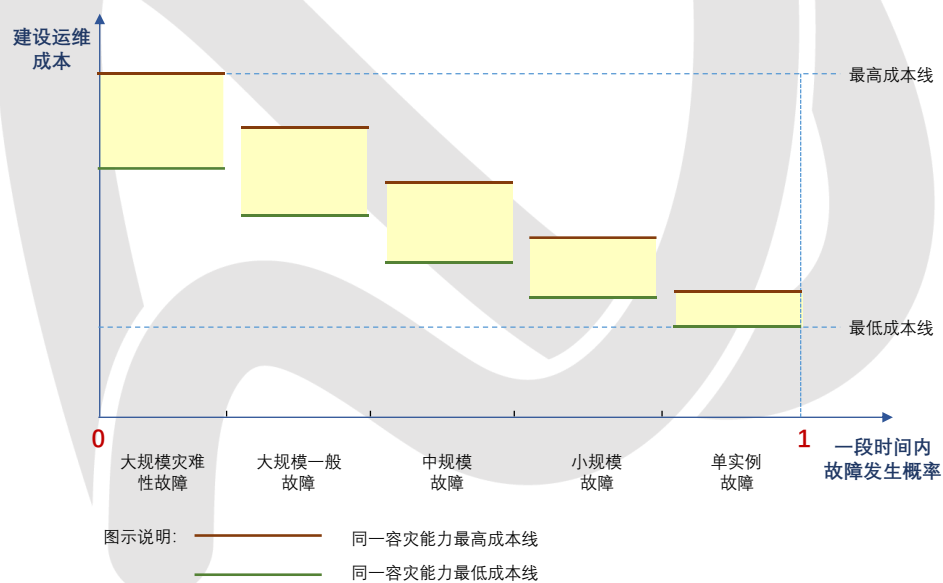 建设运维
成本
最高成本线
最低成本线
0
1
一段时间内
故障发生概率
大规模灾难
性故障
大规模一般
故障
中规模
故障
小规模
故障
单实例
故障
图示说明:
同一容灾能力最高成本线
同一容灾能力最低成本线